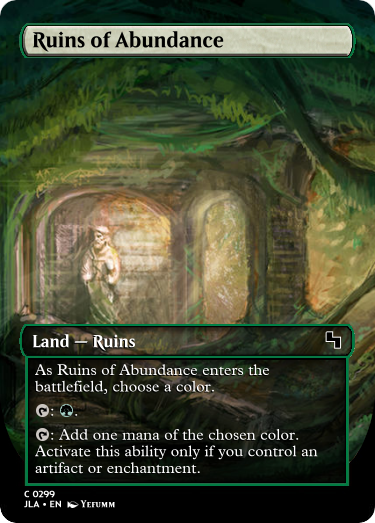 Ruins of Abundance
Land — Ruins
As Ruins of Abundance enters the
battlefield, choose a color.
: .
: Add one mana of the chosen color.
Activate this ability only if you control an
artifact or enchantment.
C 0299
JLA • EN Yefumm